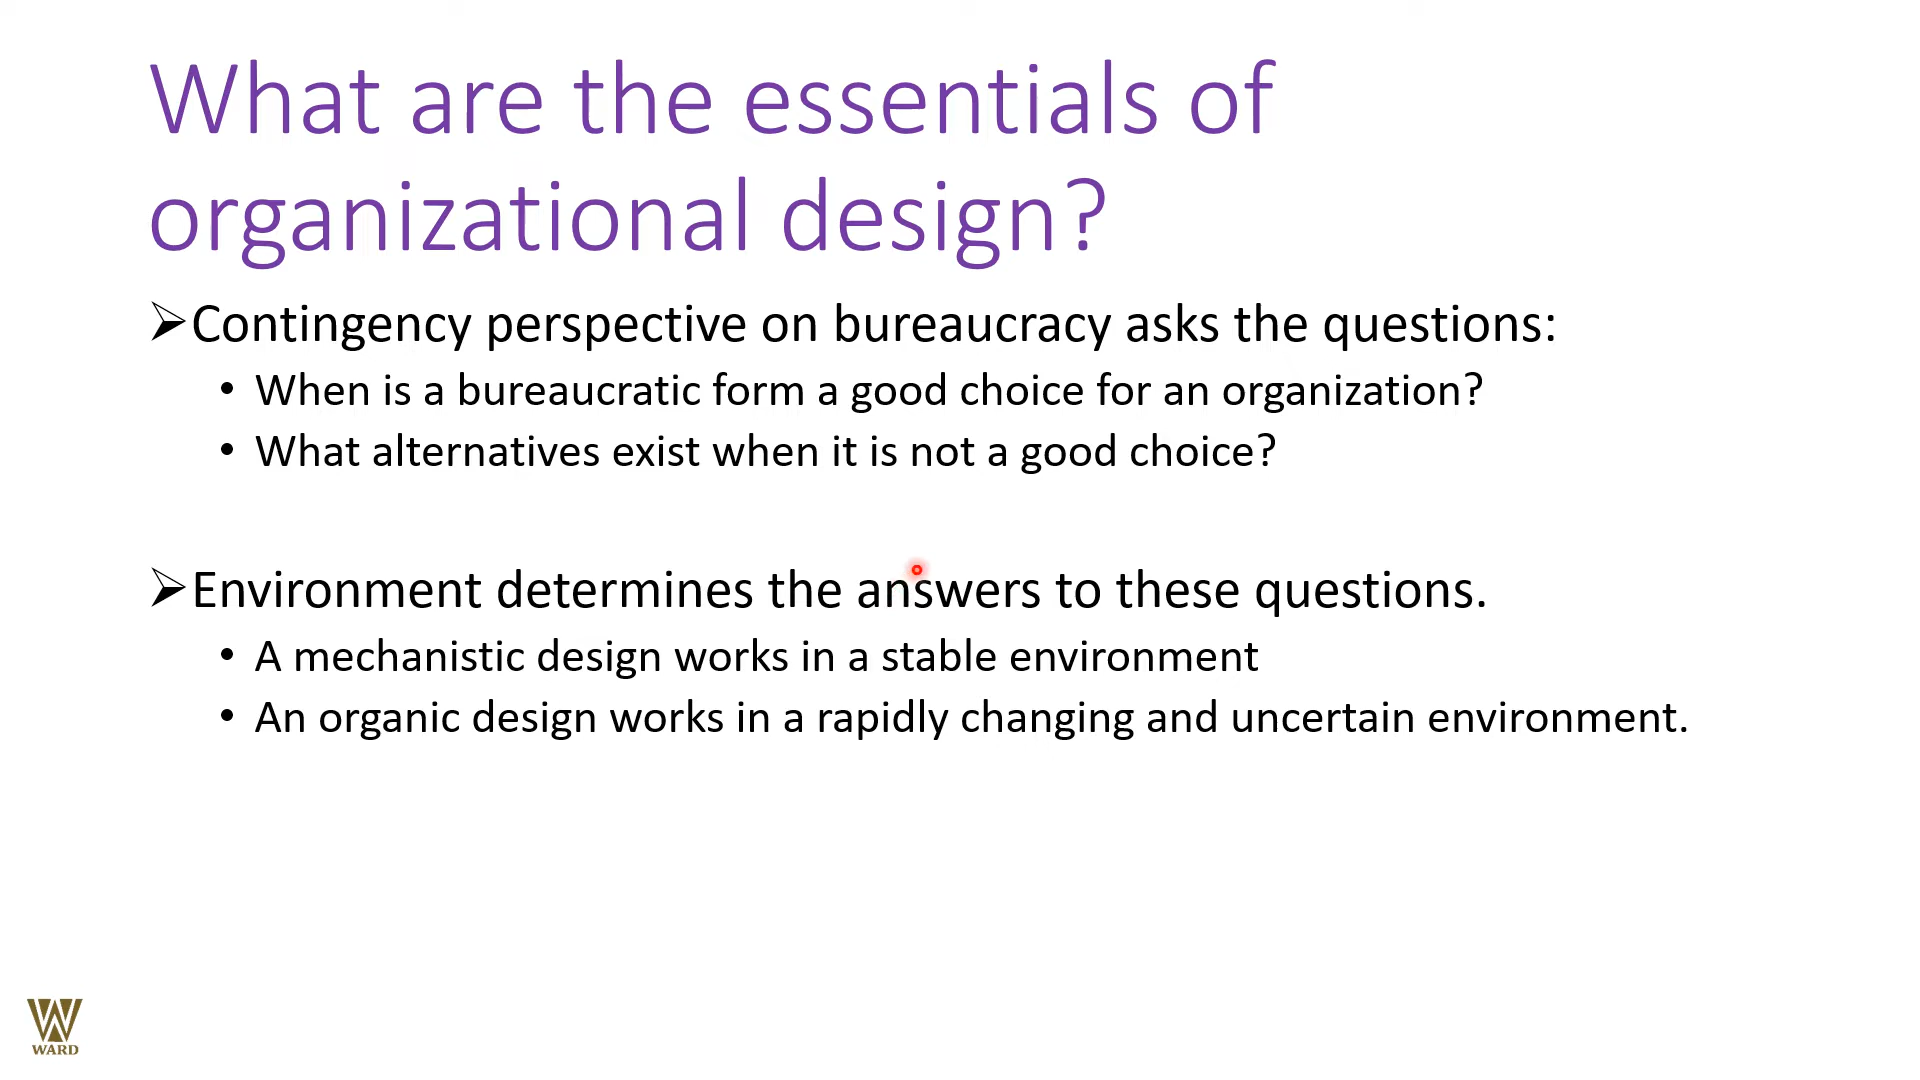 What are the essentials of
organizational design?
➢Contingency perspective on bureaucracy asks the questions:
• When is a bureaucratic form a good choice for an organization?
• What alternatives exist when it is not a good choice?
➢Environment determines the answers to these questions.
• A mechanistic design works in a stable environment
• An organic design works in a rapidly changing and uncertain environment.
WARD